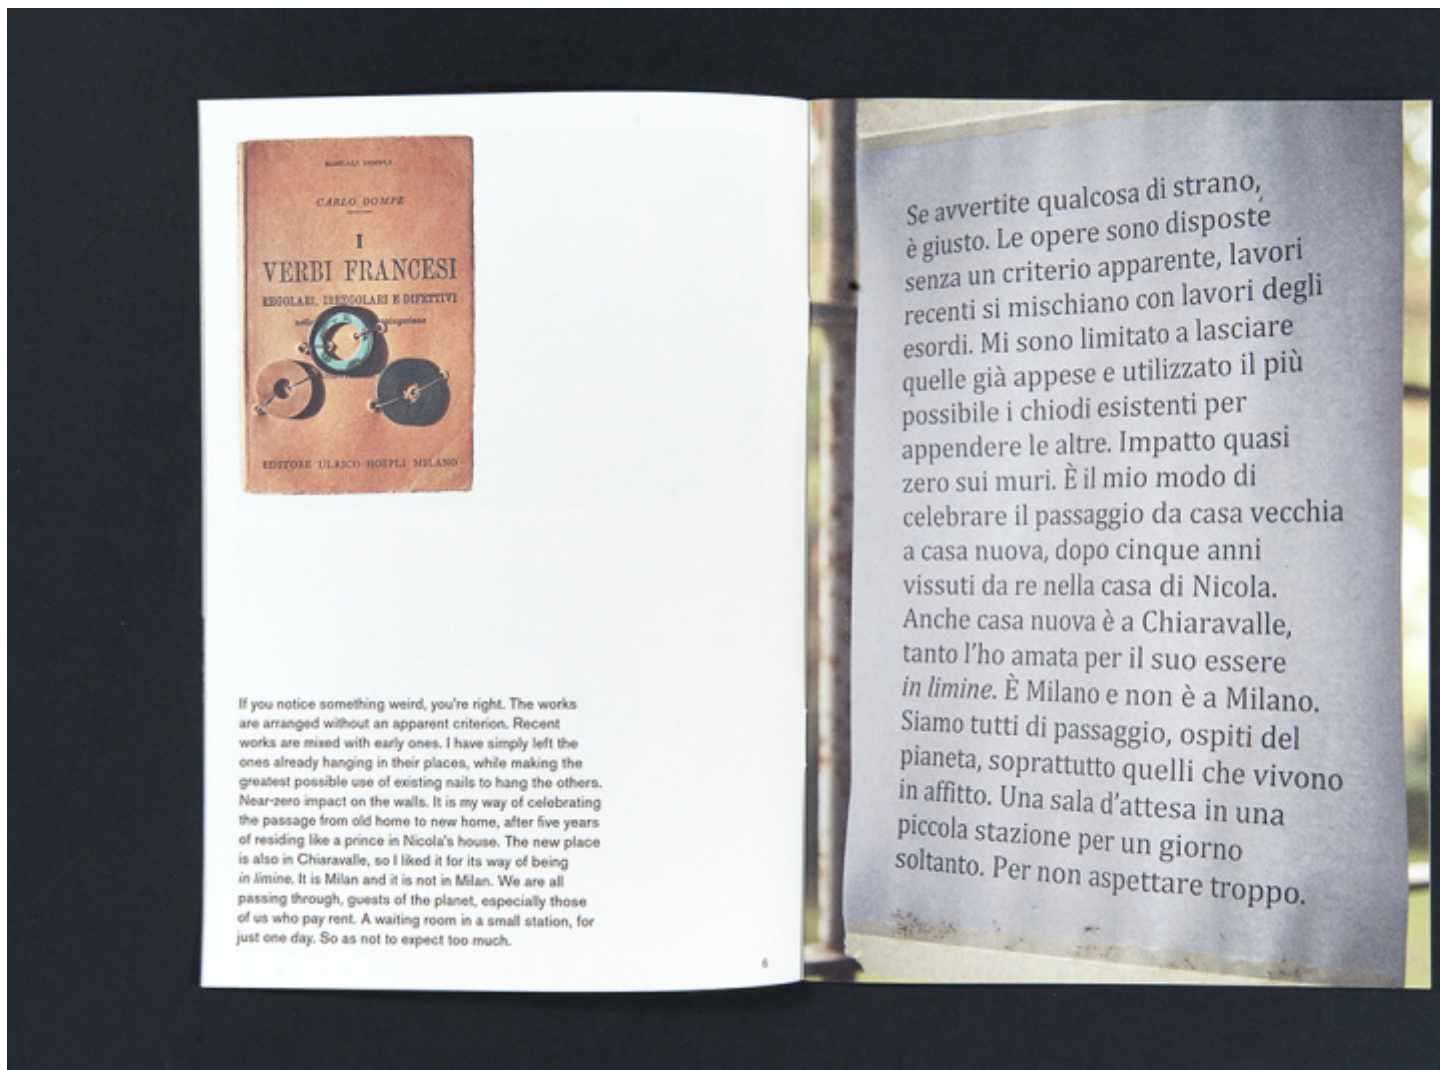 MANUALI HOEPLI
CARLO DOMPÉ
I
VERBI FRANCESI
REGOLARI, IRREGOLARI E DIFETTIVI
EDITORE ULRICO HOEPLI MILANO
If you notice something weird, you're right. The works
are arranged without an apparent criterion. Recent
works are mixed with early ones. I have simply left the
ones already hanging in their places, while making the
greatest possible use of existing nails to hang the others.
Near-zero impact on the walls. It is my way of celebrating
the passage from old home to new home, after five years
of residing like a prince in Nicola's house. The new place
is also in Chiaravalle, so I liked it for its way of being
in limine. It is Milan and it is not in Milan. We are all
passing through, guests of the planet, especially those
of us who pay rent. A waiting room in a small station, for
just one day. So as not to expect too much.
6
Se avvertite qualcosa di strano,
è giusto. Le opere sono disposte
senza un criterio apparente, lavori
recenti si mischiano con lavori degli
esordi. Mi sono limitato a lasciare
quelle già appese e utilizzato il più
possibile i chiodi esistenti per
appendere le altre. Impatto quasi
zero sui muri. È il mio modo di
celebrare il passaggio da casa vecchia
a casa nuova, dopo cinque anni
vissuti da re nella casa di Nicola.
Anche casa nuova è a Chiaravalle,
tanto l'ho amata per il suo essere
in limine. È Milano e non è a Milano.
Siamo tutti di passaggio, ospiti del
pianeta, soprattutto quelli che vivono
in affitto. Una sala d'attesa in una
piccola stazione per un giorno
soltanto. Per non aspettare troppo.